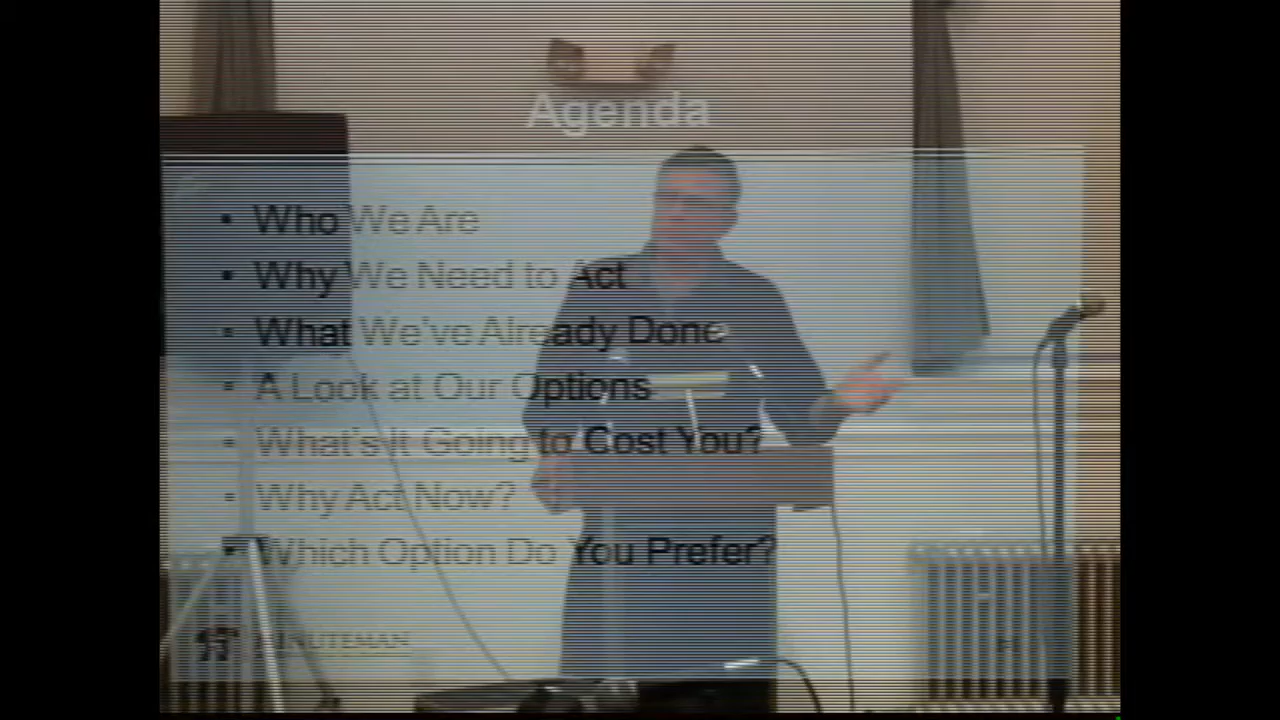 Agenda
• Who We Are
• Why We Need to Act
• What We've Already Done
• A Look at Our Options
• What's It Going to Cost You?
• Why Act Now?
• Which Option Do You Prefer?
MINUTEMAN